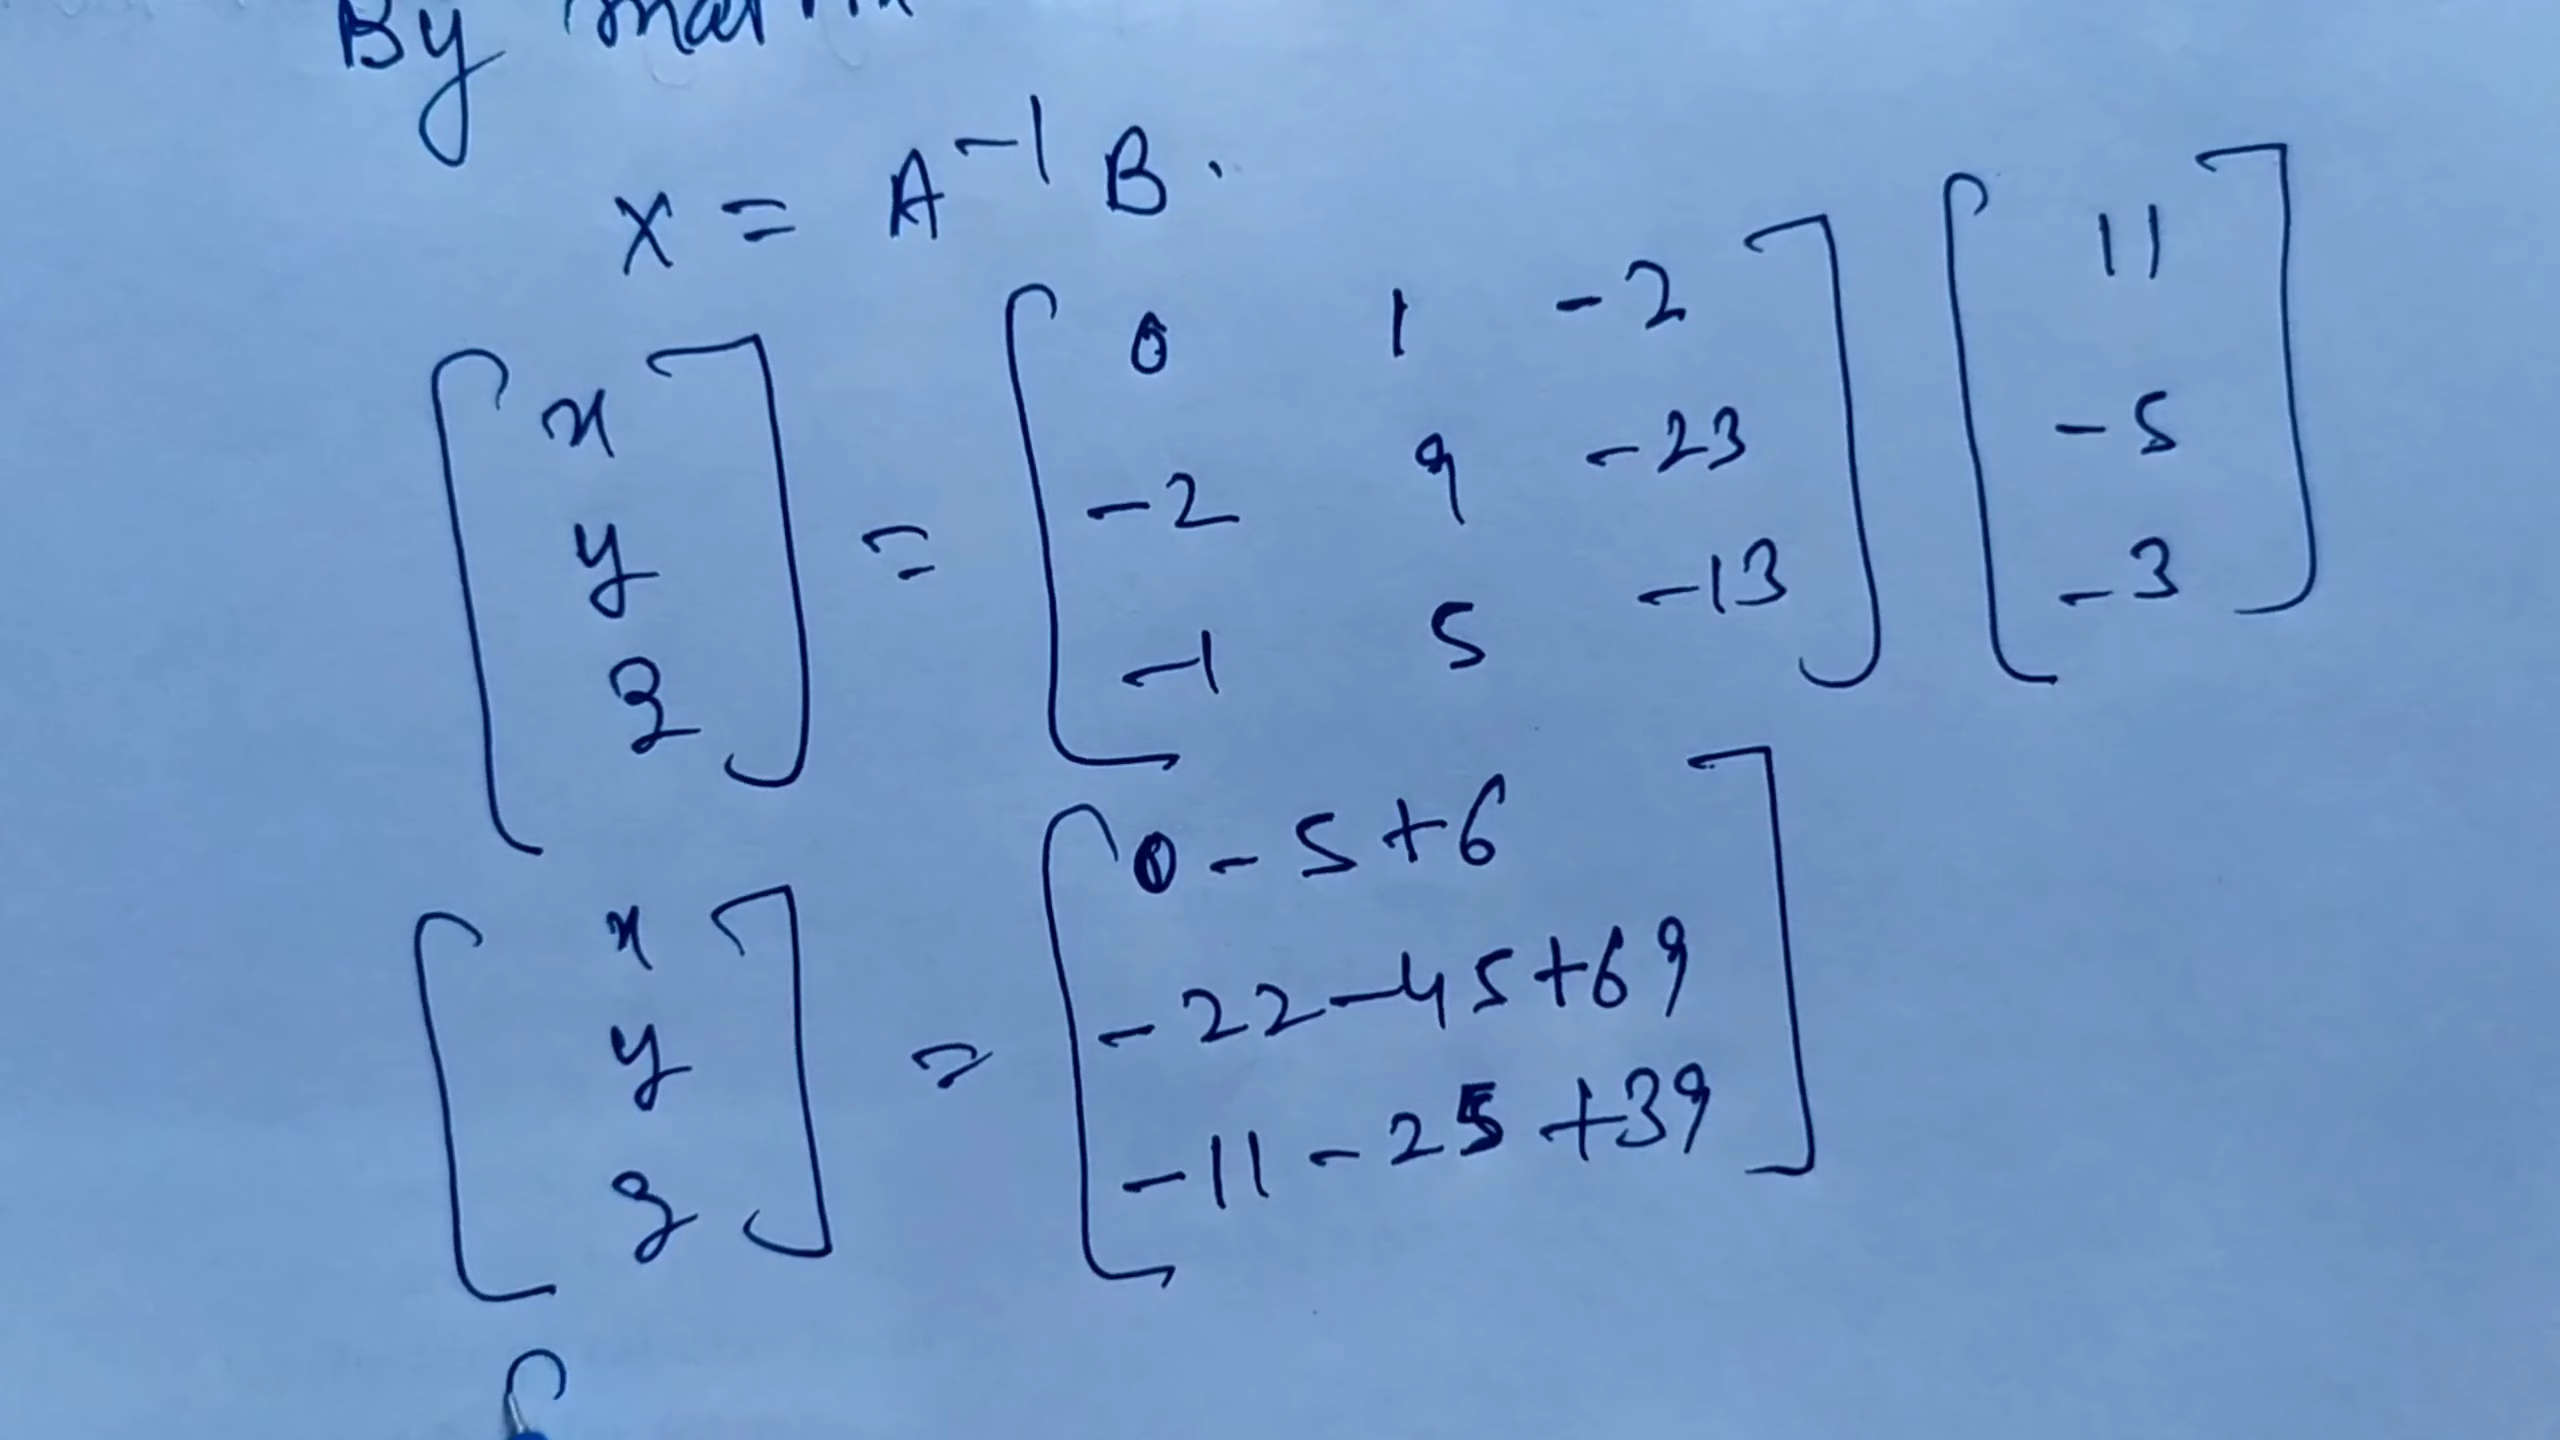 By
X = A⁻¹ B.
[x y z] = [0 1 -2; -2 9 -23; -1 5 -13] [11; -5; -3]
[x y z] = [0 - 5 + 6; -22 - 45 + 69; -11 - 25 + 39]